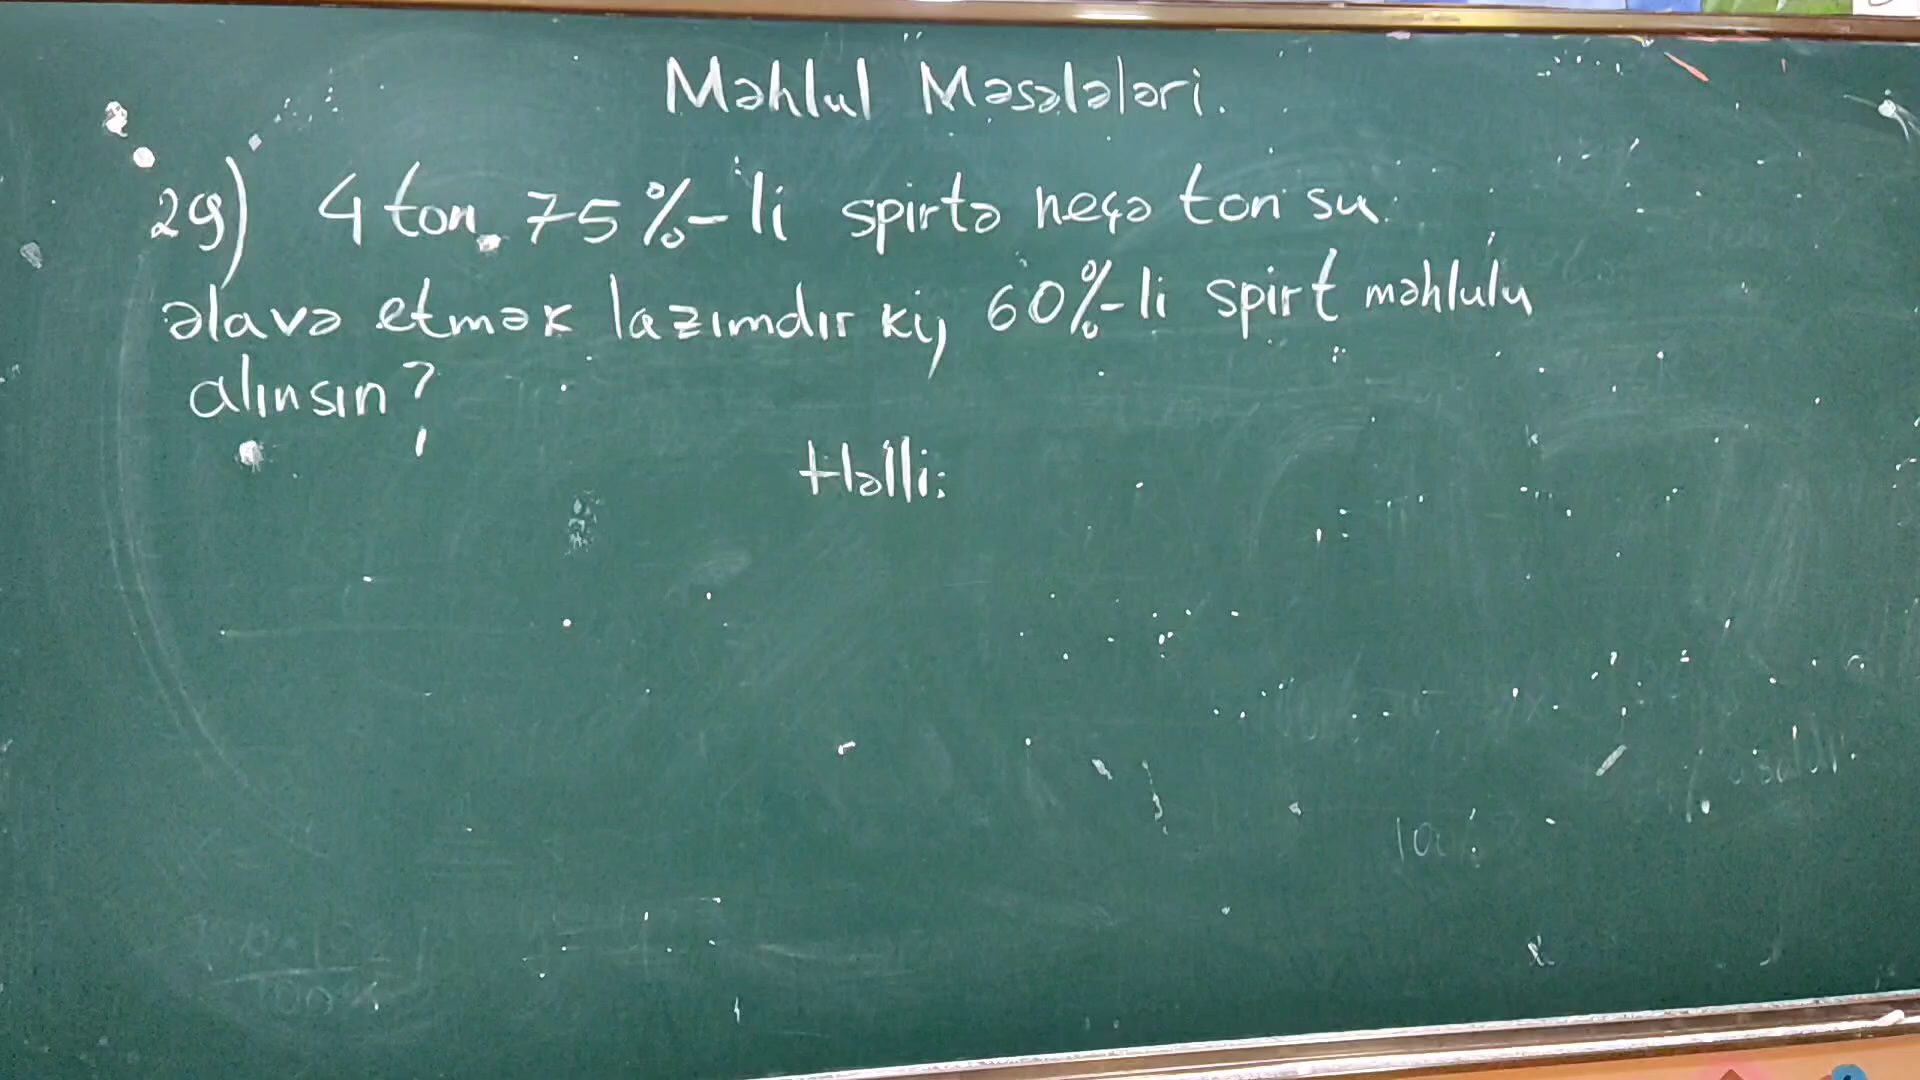 Məhlul Məsələləri.
29) 4 ton 75%-li spirtə neçə ton su
əlavə etmək lazımdır ki, 60%-li spirt məhlulu
alınsın?
Həlli: